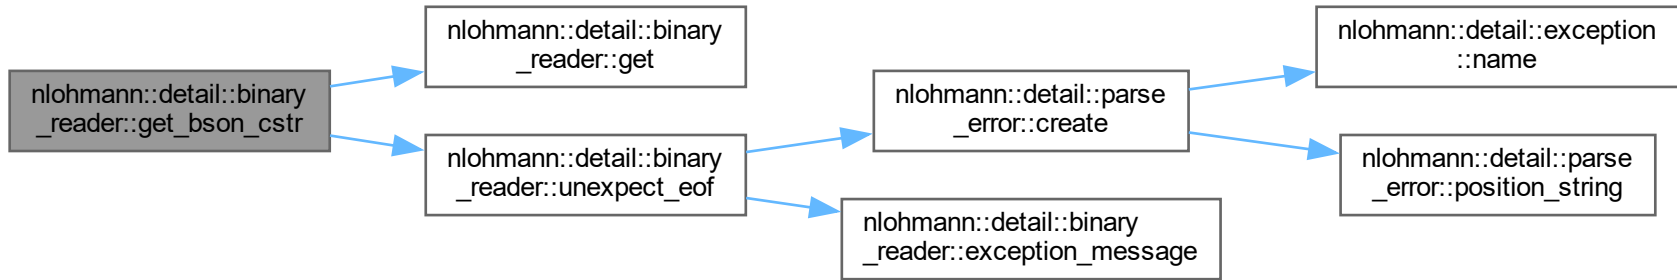 nlohmann::detail::binary
_reader::get_bson_cstr
nlohmann::detail::binary
_reader::get
nlohmann::detail::binary
_reader::unexpect_eof
nlohmann::detail::parse
_error::create
nlohmann::detail::binary
_reader::exception_message
nlohmann::detail::exception
::name
nlohmann::detail::parse
_error::position_string